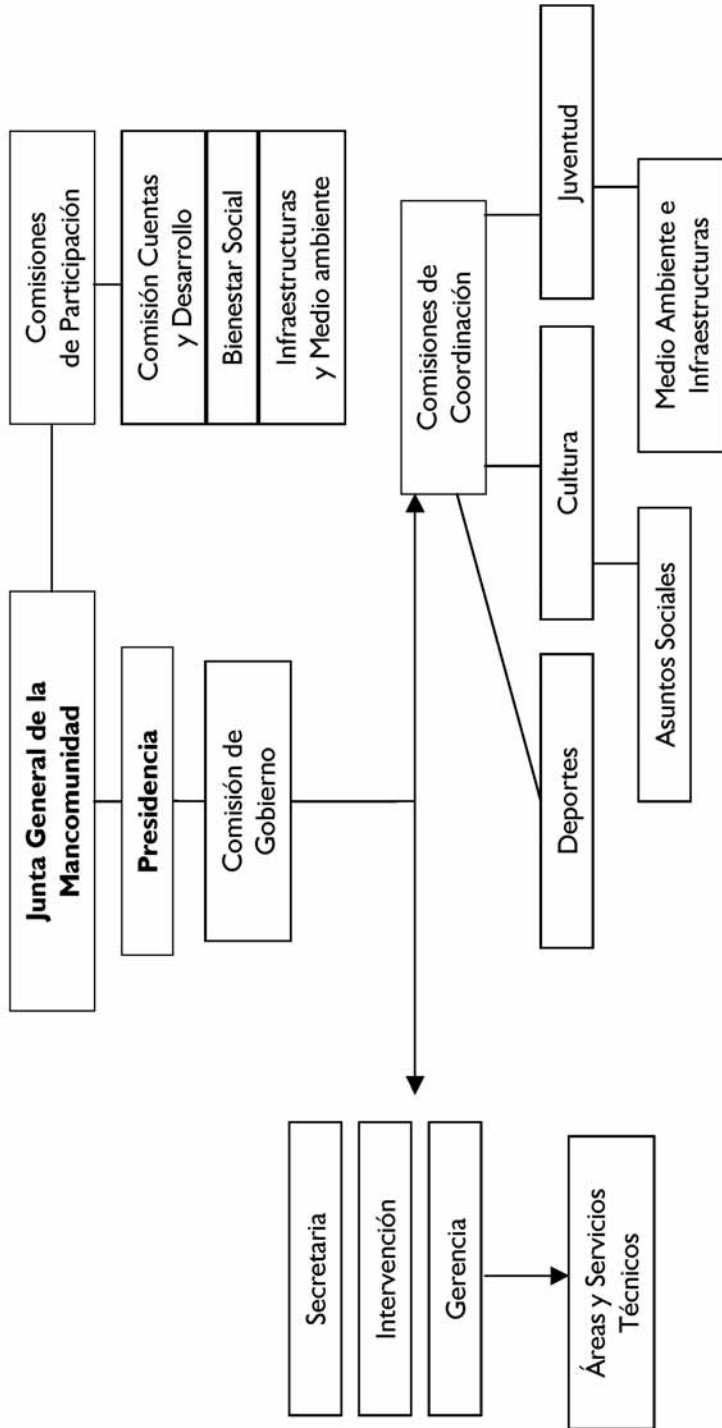 Junta General de la
Mancomunidad
Comisiones
de Participación
Presidencia
Comisión Cuentas
y Desarrollo
Bienestar Social
Infraestructuras
y Medio ambiente
Comisión de
Gobierno
Secretaria
Intervención
Gerencia
Áreas y Servicios
Técnicos
Comisiones de
Coordinación
Deportes
Cultura
Juventud
Asuntos Sociales
Medio Ambiente e
Infraestructuras